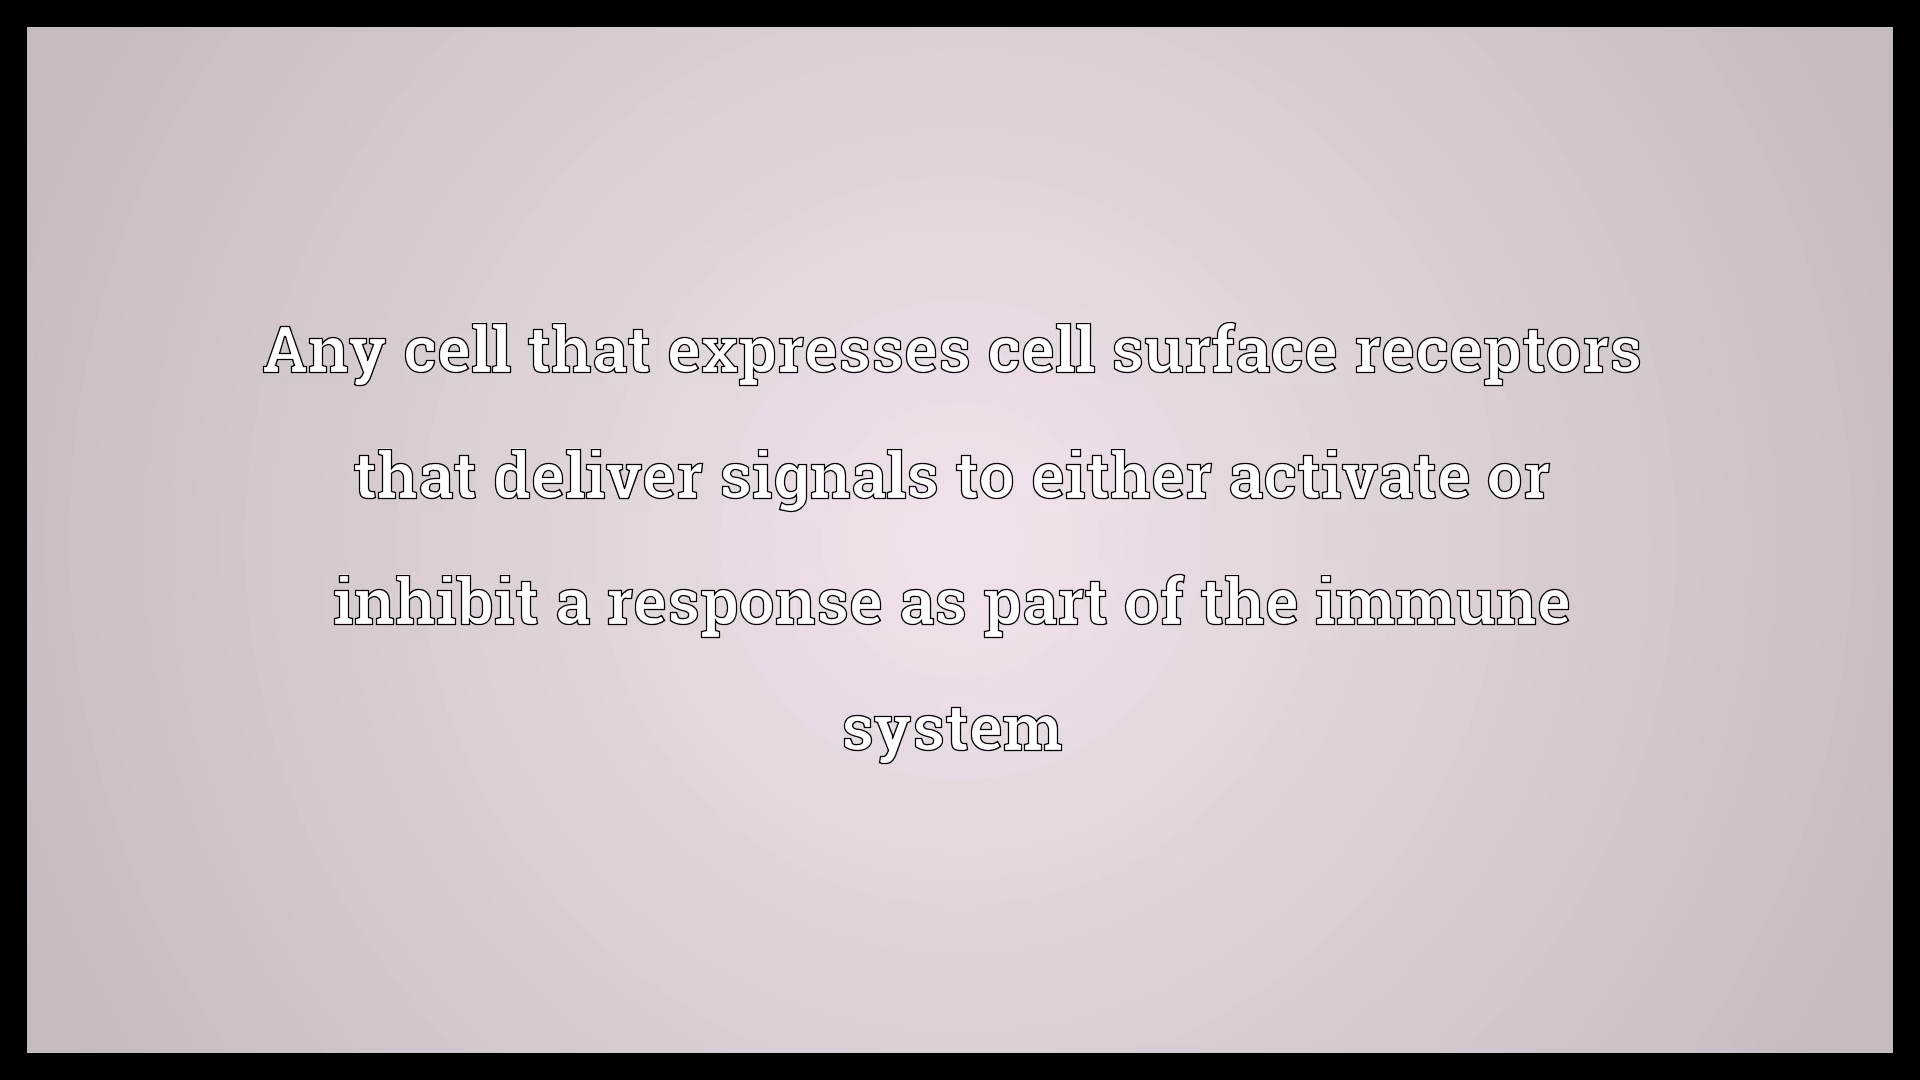 Any cell that expresses cell surface receptors
that deliver signals to either activate or
inhibit a response as part of the immune
system